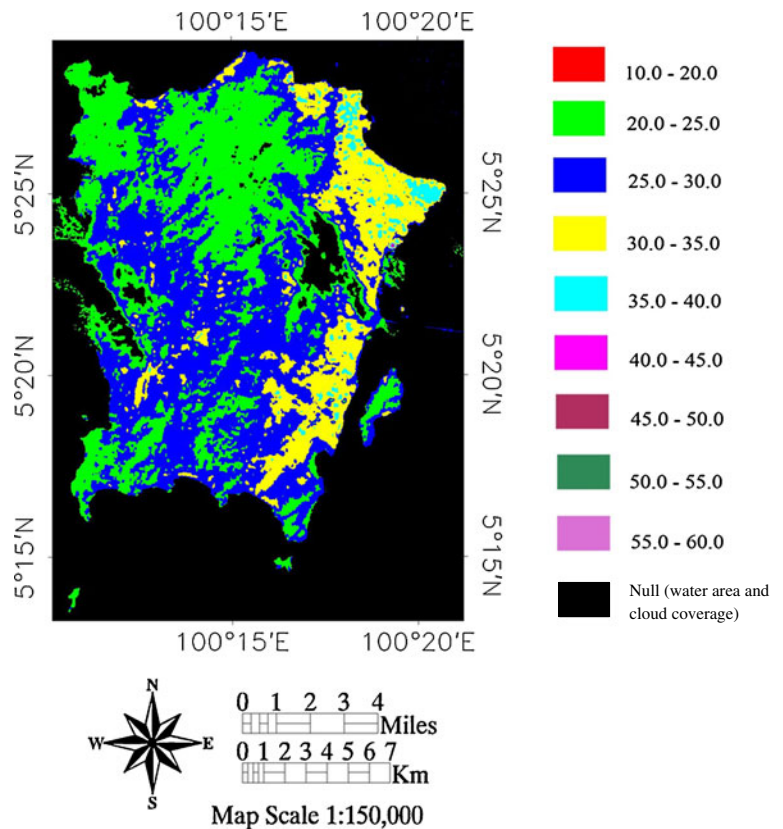 100°15′E 100°20′E
5°25′N 5°25′N
5°20′N 5°20′N
5°15′N 5°15′N
100°15′E 100°20′E
10.0 - 20.0
20.0 - 25.0
25.0 - 30.0
30.0 - 35.0
35.0 - 40.0
40.0 - 45.0
45.0 - 50.0
50.0 - 55.0
55.0 - 60.0
Null (water area and
cloud coverage)
N
W E
S
0 1 2 3 4
Miles
0 1 2 3 4 5 6 7
Km
Map Scale 1:150,000